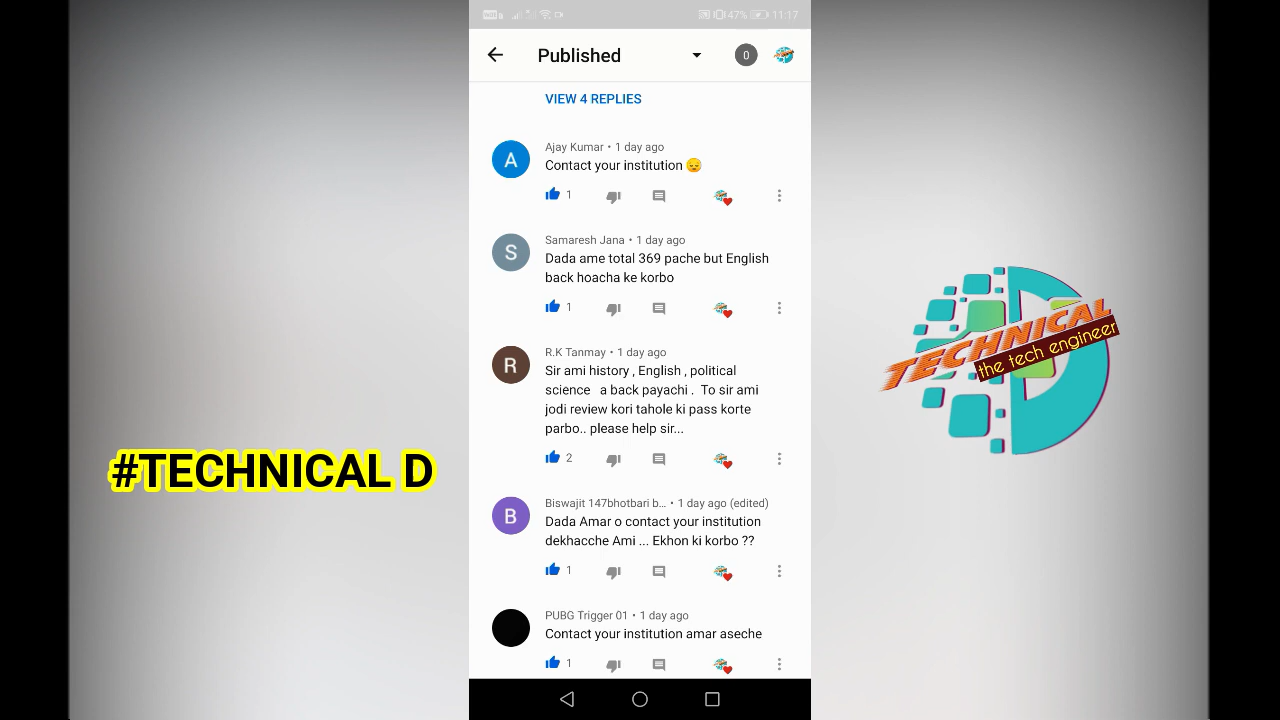 47% 11:17
Published
0
VIEW 4 REPLIES
A
Ajay Kumar • 1 day ago
Contact your institution 😔
1
S
Samaresh Jana • 1 day ago
Dada ame total 369 pache but English
back hoacha ke korbo
1
R
R.K Tanmay • 1 day ago
Sir ami history , English , political
science a back payachi . To sir ami
jodi review kori tahole ki pass korte
parbo.. please help sir...
2
B
Biswajit 147bhotbari b... • 1 day ago (edited)
Dada Amar o contact your institution
dekhacche Ami ... Ekhon ki korbo ??
1
PUBG Trigger 01 • 1 day ago
Contact your institution amar aseche
1
#TECHNICAL D
TECHNICAL
the tech engineer